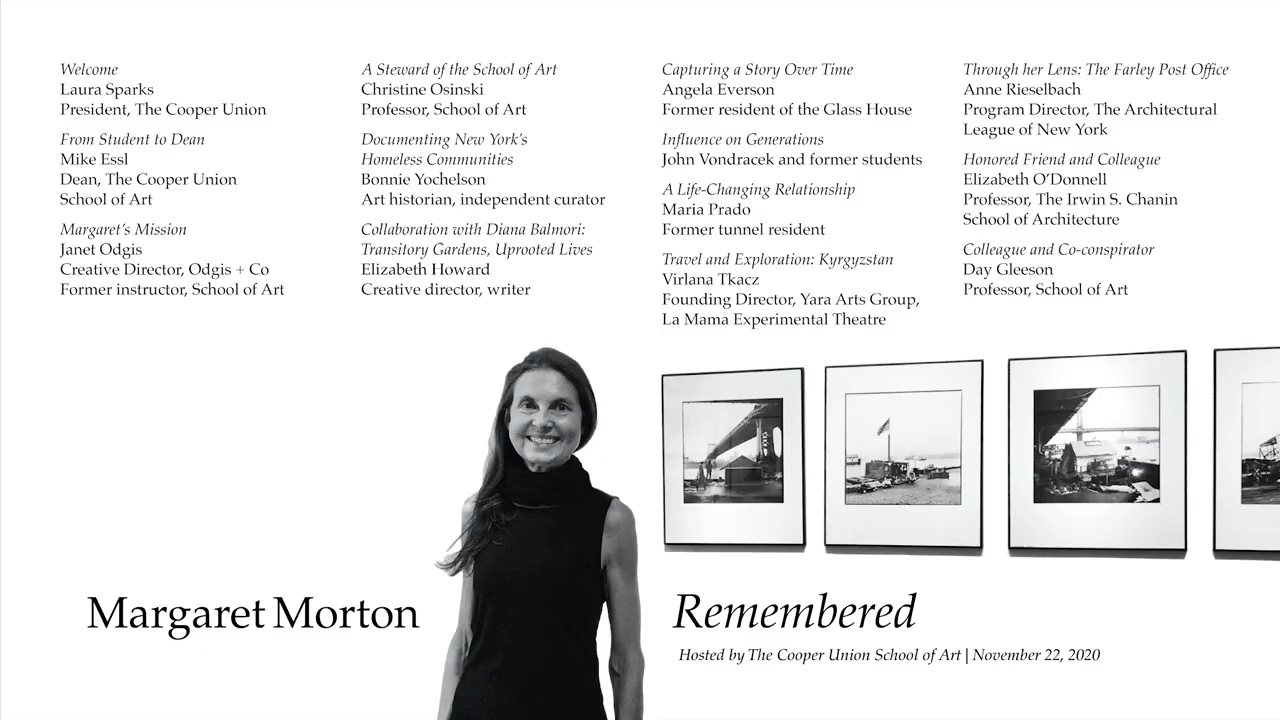 Welcome
Laura Sparks
President, The Cooper Union
From Student to Dean
Mike Essl
Dean, The Cooper Union
School of Art
Margaret's Mission
Janet Odgis
Creative Director, Odgis + Co
Former instructor, School of Art
A Steward of the School of Art
Christine Osinski
Professor, School of Art
Documenting New York's
Homeless Communities
Bonnie Yochelson
Art historian, independent curator
Collaboration with Diana Balmori:
Transitory Gardens, Uprooted Lives
Elizabeth Howard
Creative director, writer
Capturing a Story Over Time
Angela Everson
Former resident of the Glass House
Influence on Generations
John Vondracek and former students
A Life-Changing Relationship
Maria Prado
Former tunnel resident
Travel and Exploration: Kyrgyzstan
Virlana Tkacz
Founding Director, Yara Arts Group,
La Mama Experimental Theatre
Through her Lens: The Farley Post Office
Anne Rieselbach
Program Director, The Architectural
League of New York
Honored Friend and Colleague
Elizabeth O'Donnell
Professor, The Irwin S. Chanin
School of Architecture
Colleague and Co-conspirator
Day Gleeson
Professor, School of Art
Margaret Morton
Remembered
Hosted by The Cooper Union School of Art | November 22, 2020